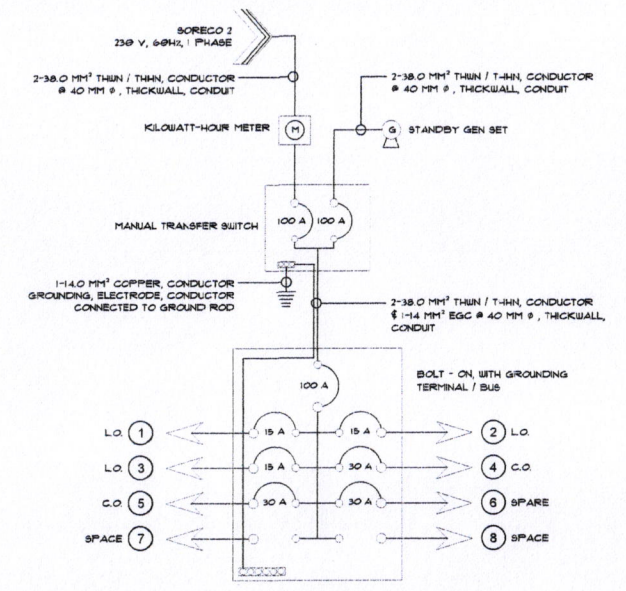 SORECO 2
230 V, 60HZ, 1 PHASE
2-38.0 MM² THWN / THHN, CONDUCTOR
@ 40 MM Ø , THICKWALL, CONDUIT
2-38.0 MM² THWN / THHN, CONDUCTOR
@ 40 MM Ø , THICKWALL, CONDUIT
KILOWATT-HOUR METER
M
G
STANDBY GEN SET
MANUAL TRANSFER SWITCH
100 A
100 A
1-14.0 MM² COPPER, CONDUCTOR
GROUNDING, ELECTRODE, CONDUCTOR
CONNECTED TO GROUND ROD
2-38.0 MM² THWN / THHN, CONDUCTOR
& 1-14 MM² EGC @ 40 MM Ø , THICKWALL,
CONDUIT
100 A
BOLT - ON, WITH GROUNDING
TERMINAL / BUS
L.O. 1 15 A 15 A 2 L.O.
L.O. 3 15 A 30 A 4 C.O.
C.O. 5 30 A 30 A 6 SPARE
SPACE 7 8 SPACE